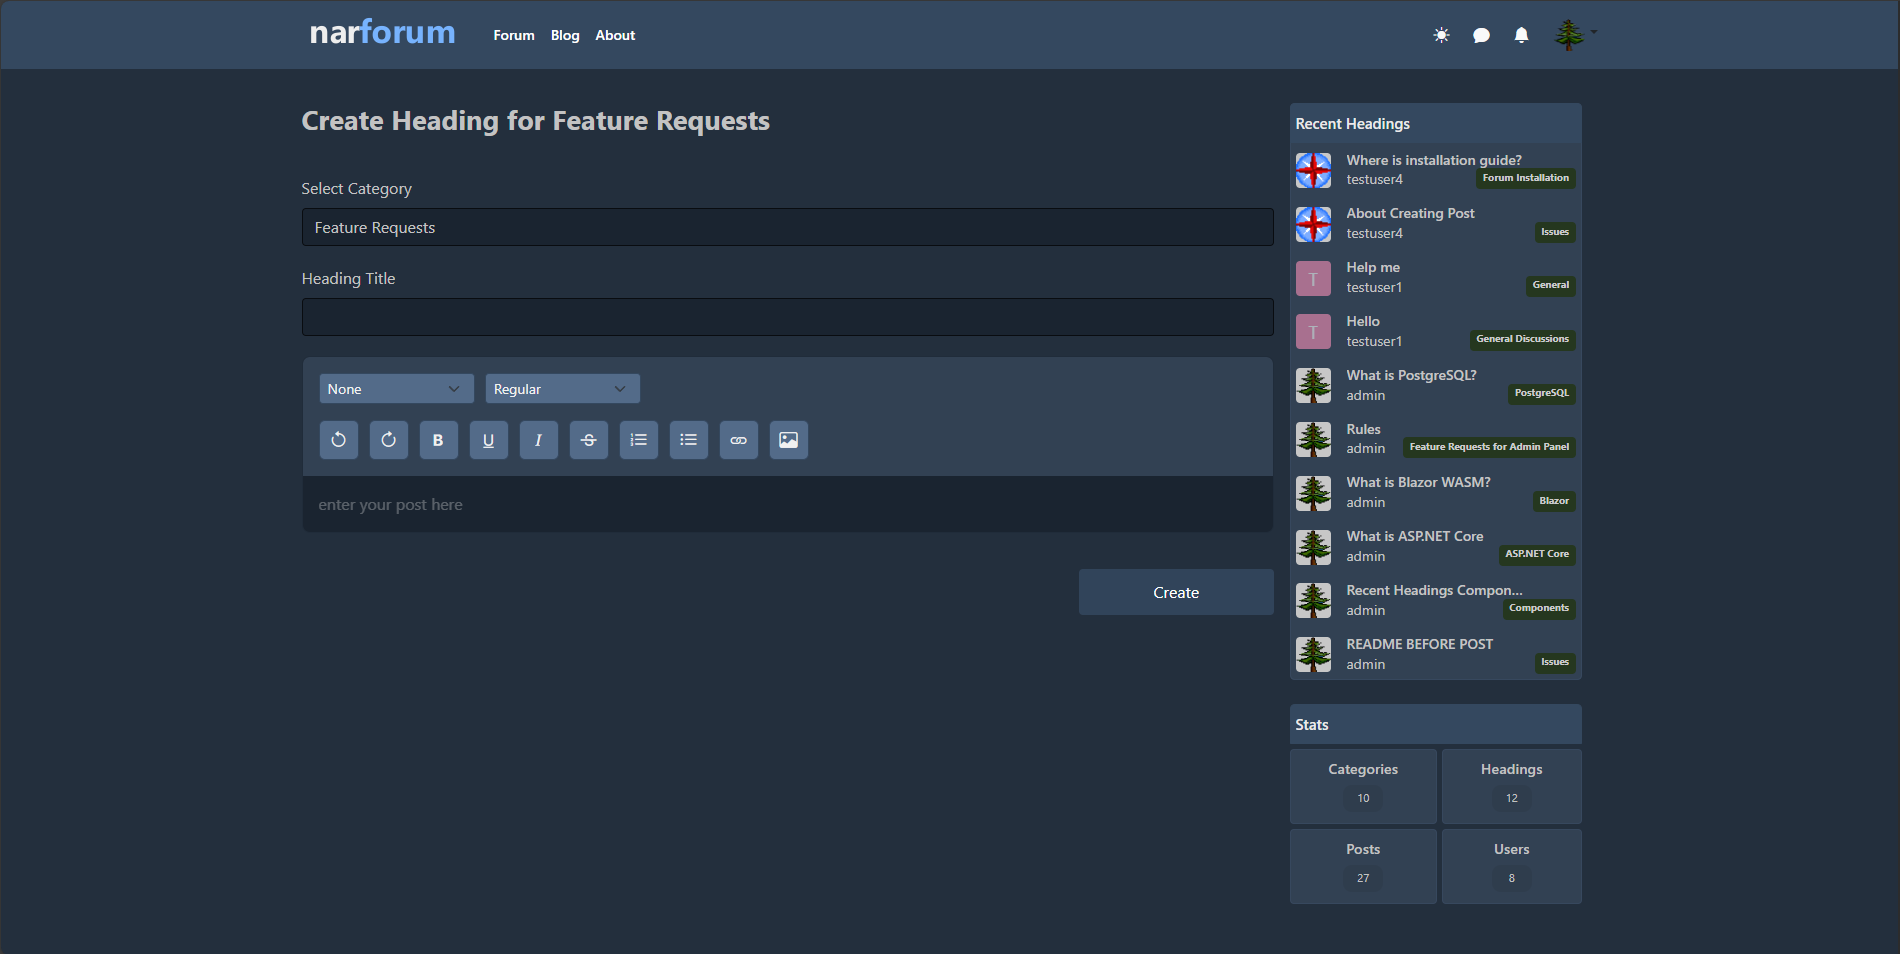 narforum
Forum Blog About
Create Heading for Feature Requests
Select Category
Feature Requests
Heading Title
None
Regular
B U I S
enter your post here
Create
Recent Headings
Where is installation guide?
testuser4
Forum Installation
About Creating Post
testuser4
Issues
T
Help me
testuser1
General
T
Hello
testuser1
General Discussions
What is PostgreSQL?
admin
PostgreSQL
Rules
admin
Feature Requests for Admin Panel
What is Blazor WASM?
admin
Blazor
What is ASP.NET Core
admin
ASP.NET Core
Recent Headings Compon...
admin
Components
README BEFORE POST
admin
Issues
Stats
Categories
10
Headings
12
Posts
27
Users
8